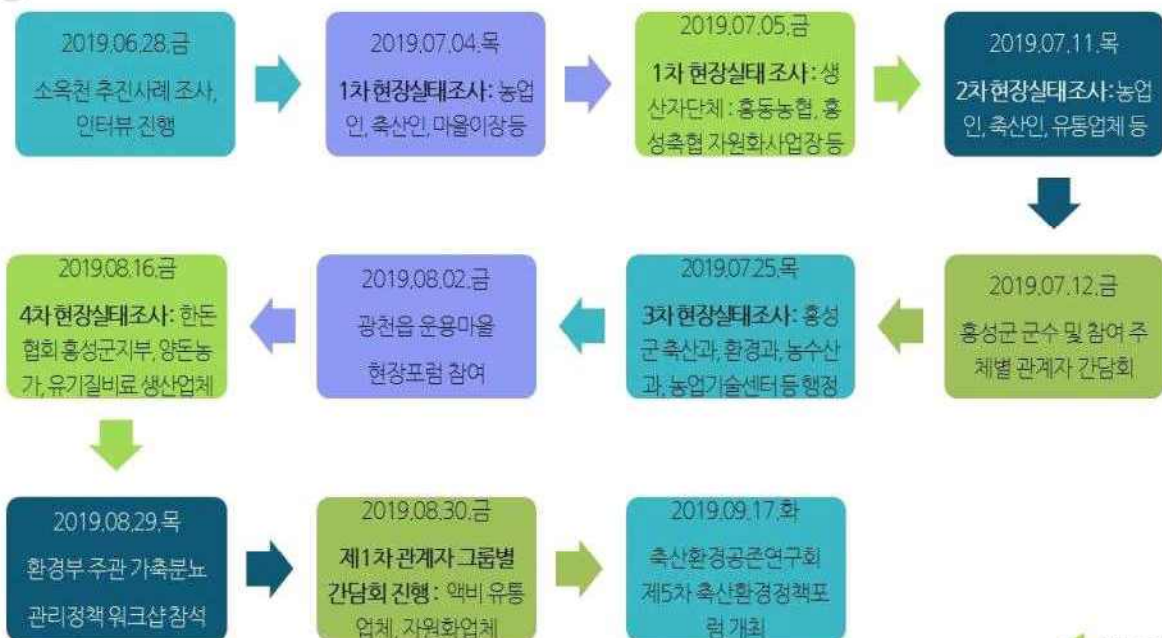 2019.06.28.금
소옥천 추진사례 조사,
인터뷰 진행
2019.07.04.목
1차 현장실태조사 : 농업
인, 축산인, 마을이장 등
2019.07.05.금
1차 현장실태 조사 : 생
산자단체 : 홍동농협, 홍
성축협 자원화사업장 등
2019.07.11.목
2차 현장실태조사 : 농업
인, 축산인, 유통업체 등
2019.07.12.금
홍성군 군수 및 참여 주
체별 관계자 간담회
2019.07.25.목
3차 현장실태조사 : 홍성
군 축산과, 환경과, 농수산
과, 농업기술센터 등 행정
2019.08.02.금
광천읍 운용마을
현장포럼 참여
2019.08.16.금
4차 현장실태조사 : 한돈
협회 홍성군지부, 양돈농
가, 유기질비료 생산업체
2019.08.29.목
환경부 주관 가축분뇨
관리정책 워크샵 참석
2019.08.30.금
제1차 관계자 그룹별
간담회 진행 : 액비 유통
업체, 자원화업체
2019.09.17.화
축산환경공존연구회
제5차 축산환경정책포
럼 개최